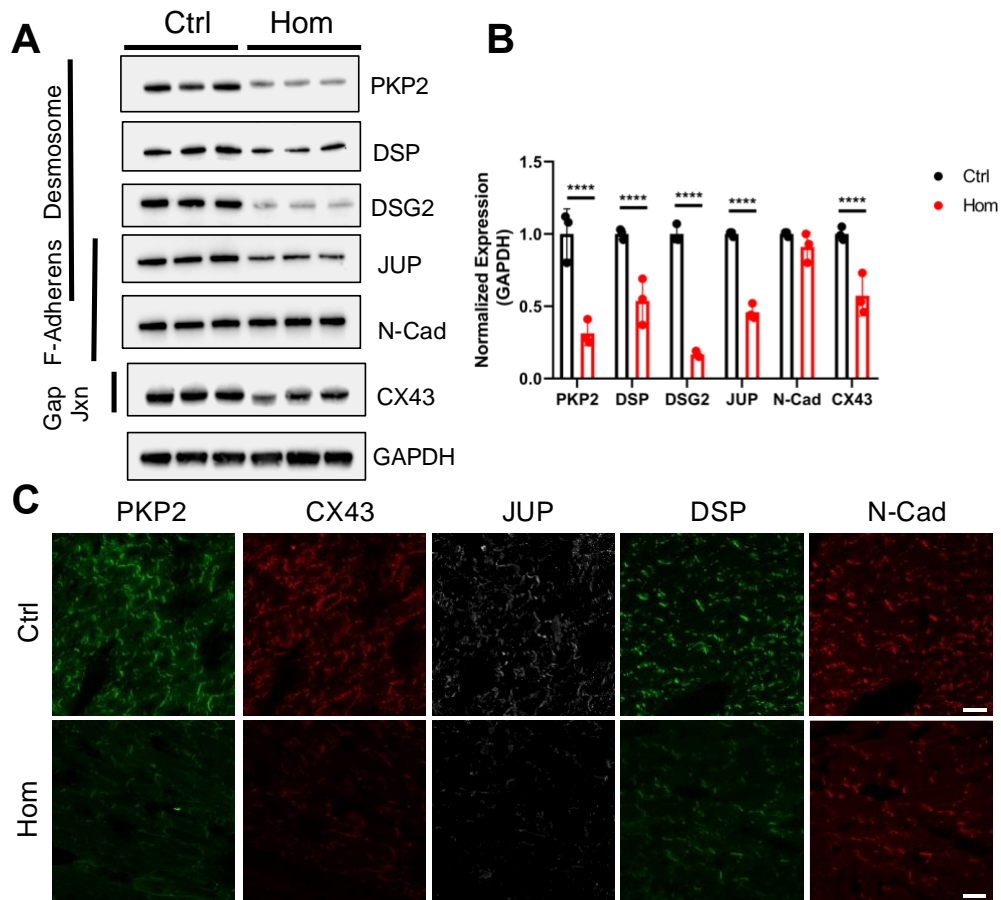 A
Ctrl Hom
Desmosome
F-Adherens
Gap
Jxn
PKP2
DSP
DSG2
JUP
N-Cad
CX43
GAPDH
B
Normalized Expression
(GAPDH)
1.5
1.0
0.5
0.0
**** **** **** **** ****
PKP2 DSP DSG2 JUP N-Cad CX43
Ctrl
Hom
C
PKP2 CX43 JUP DSP N-Cad
Ctrl
Hom